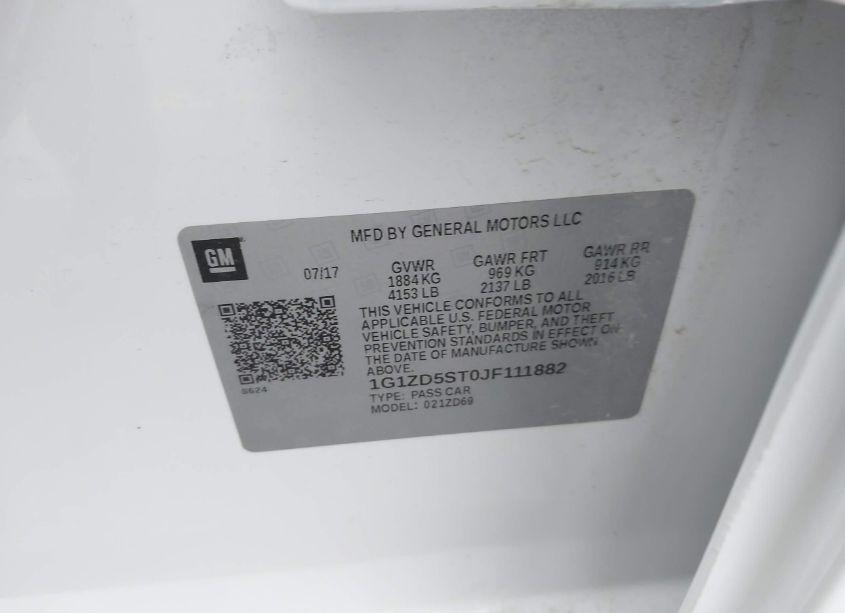 MFD BY GENERAL MOTORS LLC
GM
07/17
GVWR GAWR FRT GAWR RR
1884 KG 969 KG 914 KG
4153 LB 2137 LB 2016 LB
THIS VEHICLE CONFORMS TO ALL
APPLICABLE U.S. FEDERAL MOTOR
VEHICLE SAFETY, BUMPER, AND THEFT
PREVENTION STANDARDS IN EFFECT ON
THE DATE OF MANUFACTURE SHOWN
ABOVE.
1G1ZD5ST0JF111882
TYPE: PASS CAR
MODEL: 021ZD69
S624